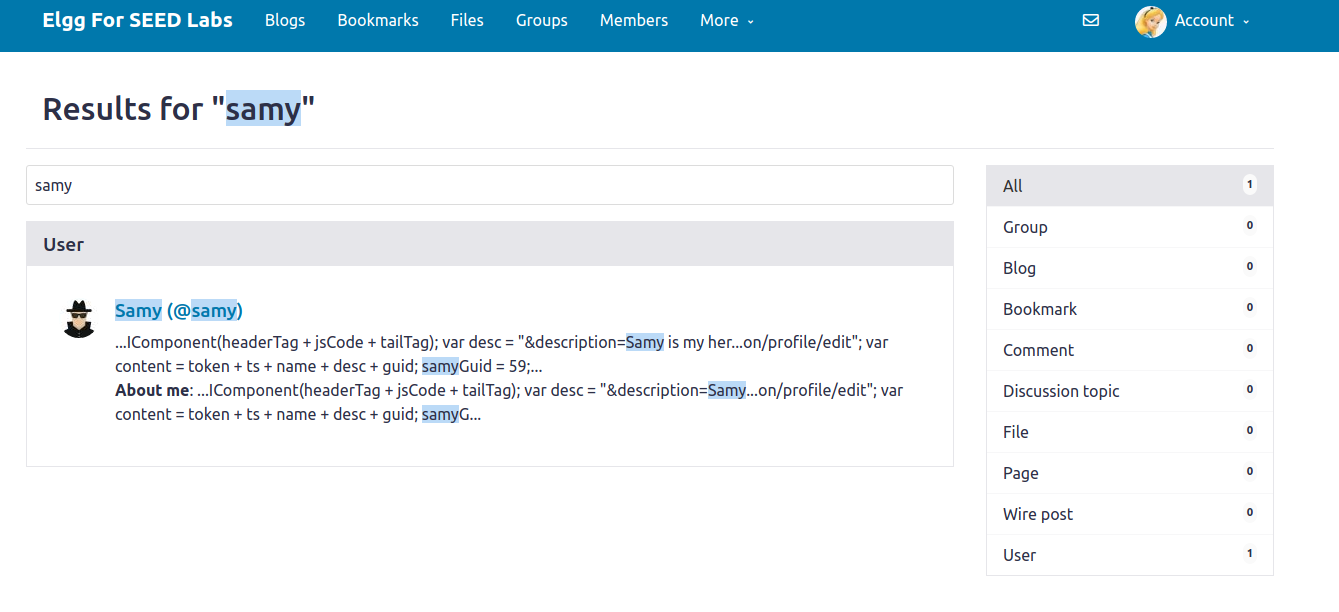 Elgg For SEED Labs Blogs Bookmarks Files Groups Members More Account
Results for "samy"
samy
User
Samy (@samy)
...IComponent(headerTag + jsCode + tailTag); var desc = "&description=Samy is my her...on/profile/edit"; var
content = token + ts + name + desc + guid; samyGuid = 59;...
About me: ...IComponent(headerTag + jsCode + tailTag); var desc = "&description=Samy...on/profile/edit"; var
content = token + ts + name + desc + guid; samyG...
All 1
Group 0
Blog 0
Bookmark 0
Comment 0
Discussion topic 0
File 0
Page 0
Wire post 0
User 1